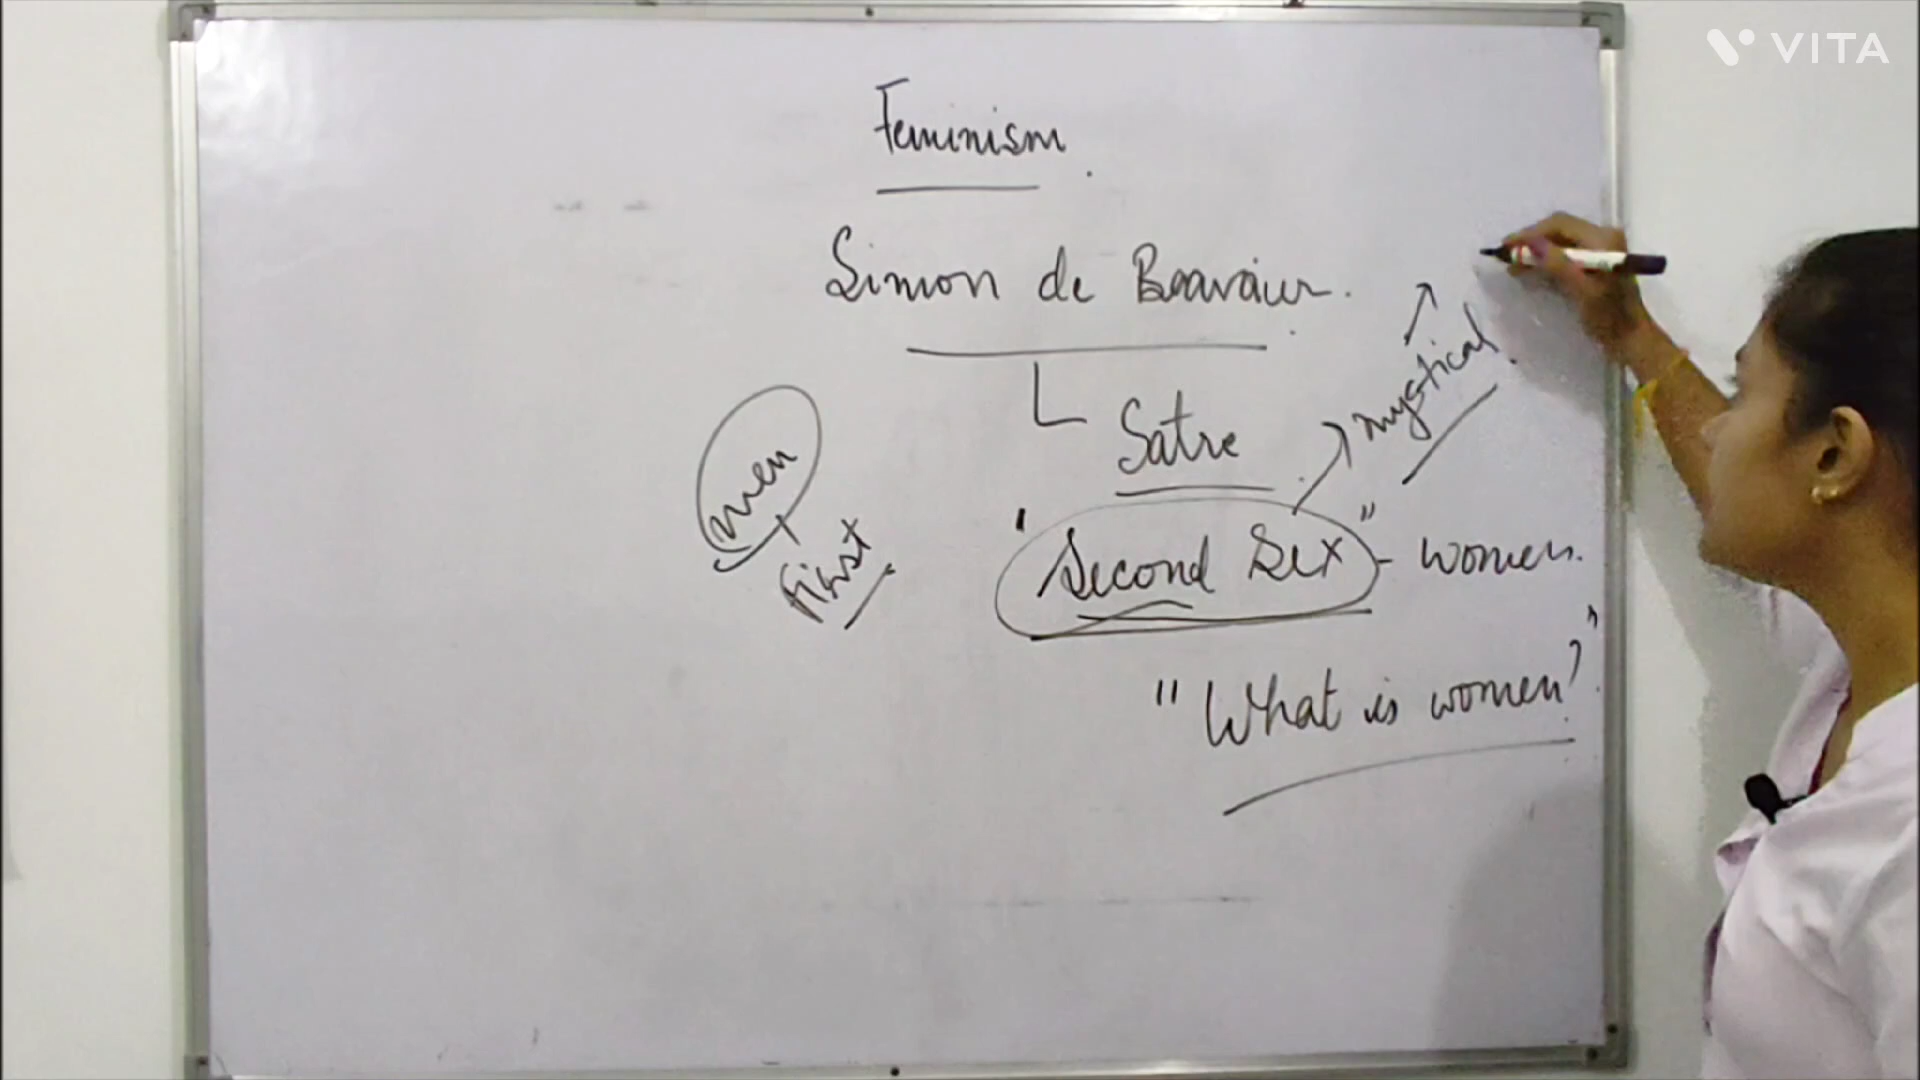 VITA
Feminism
Simon de Beavaiur.
Satre
mystical
men
First
"Second Sex" - women.
"What is women?"